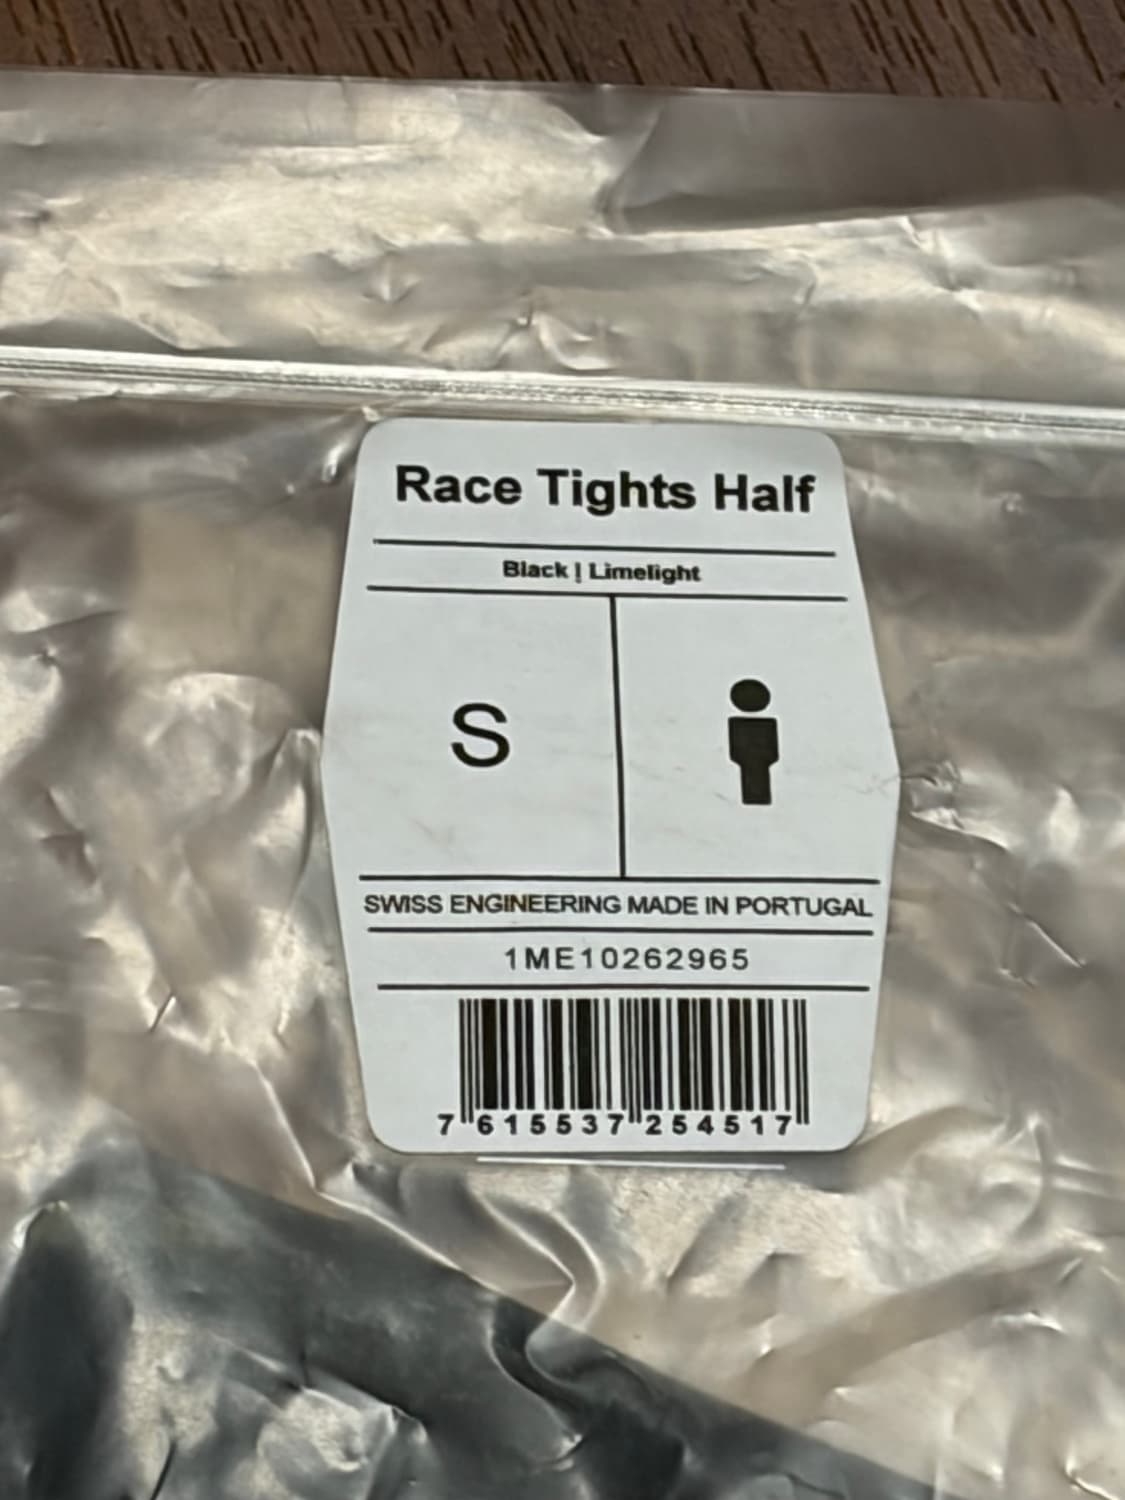 Race Tights Half
Black | Limelight
S
SWISS ENGINEERING MADE IN PORTUGAL
1ME10262965
7 615537 254517